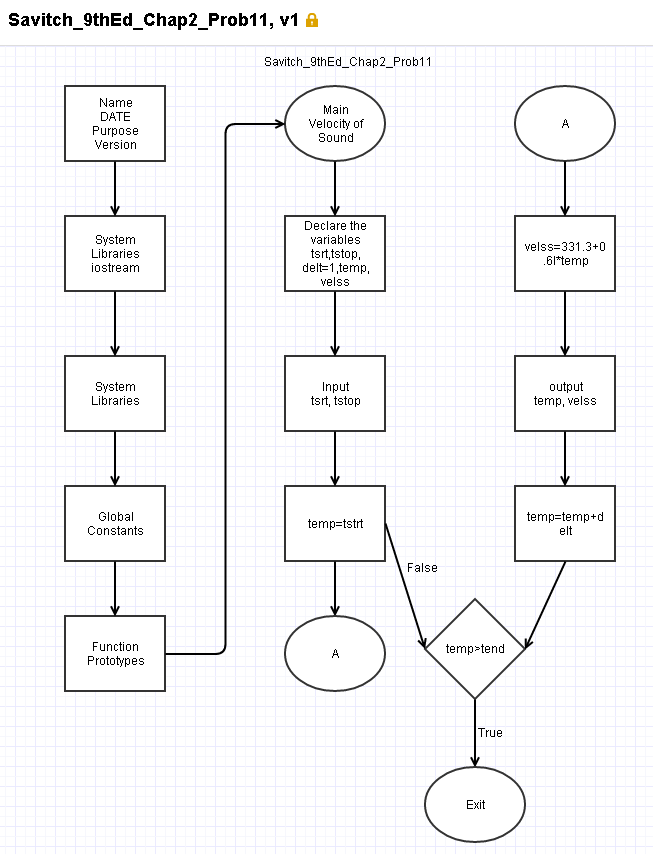 Savitch_9thEd_Chap2_Prob11, v1
Savitch_9thEd_Chap2_Prob11
Name
DATE
Purpose
Version
System
Libraries
iostream
System
Libraries
Global
Constants
Function
Prototypes
Main
Velocity of
Sound
Declare the
variables
tsrt,tstop,
delt=1,temp,
velss
Input
tsrt, tstop
temp=tstrt
A
False
A
velss=331.3+0
.6l*temp
output
temp, velss
temp=temp+d
elt
temp>tend
True
Exit